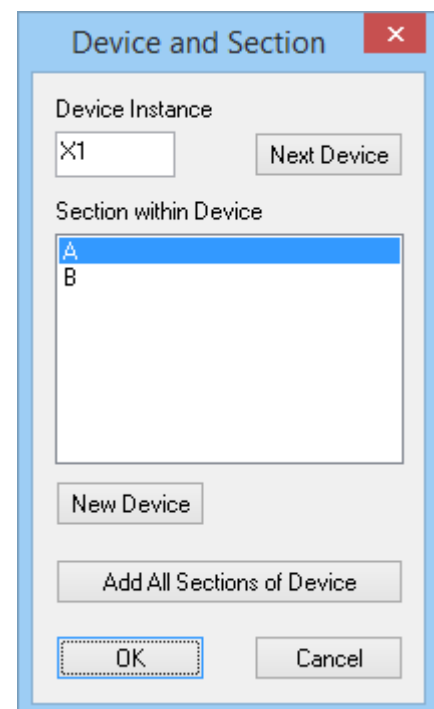 Device and Section
Device Instance
X1
Next Device
Section within Device
A
B
New Device
Add All Sections of Device
OK
Cancel